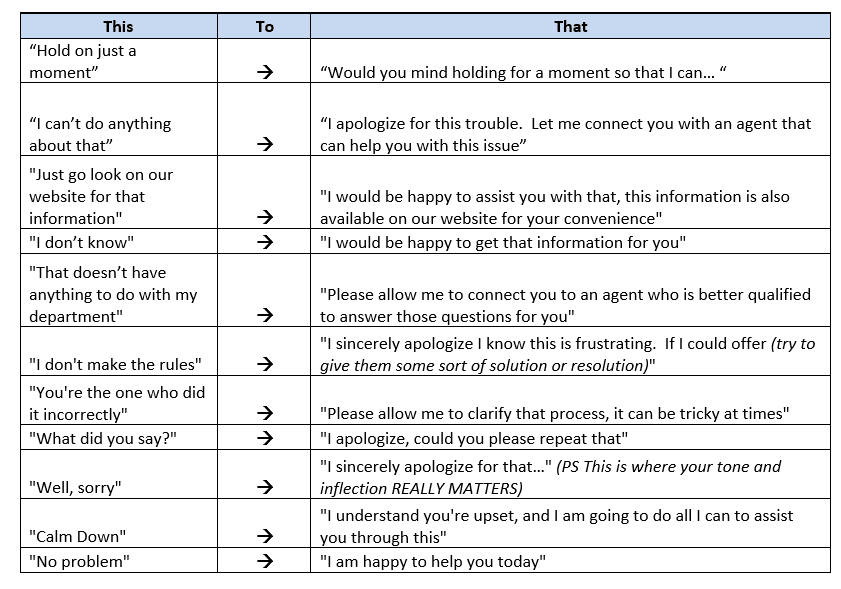 This To That
“Hold on just a
moment” → “Would you mind holding for a moment so that I can… “
“I can’t do anything
about that” → “I apologize for this trouble.  Let me connect you with an agent that
can help you with this issue”
"Just go look on our
website for that
information" → "I would be happy to assist you with that, this information is also
available on our website for your convenience"
"I don’t know" → "I would be happy to get that information for you"
"That doesn’t have
anything to do with my
department" → "Please allow me to connect you to an agent who is better qualified
to answer those questions for you"
"I don't make the rules" → "I sincerely apologize I know this is frustrating.  If I could offer (try to
give them some sort of solution or resolution)"
"You're the one who did
it incorrectly" → "Please allow me to clarify that process, it can be tricky at times"
"What did you say?" → "I apologize, could you please repeat that"
"Well, sorry" → "I sincerely apologize for that…" (PS This is where your tone and
inflection REALLY MATTERS)
"Calm Down" → "I understand you're upset, and I am going to do all I can to assist
you through this"
"No problem" → "I am happy to help you today"